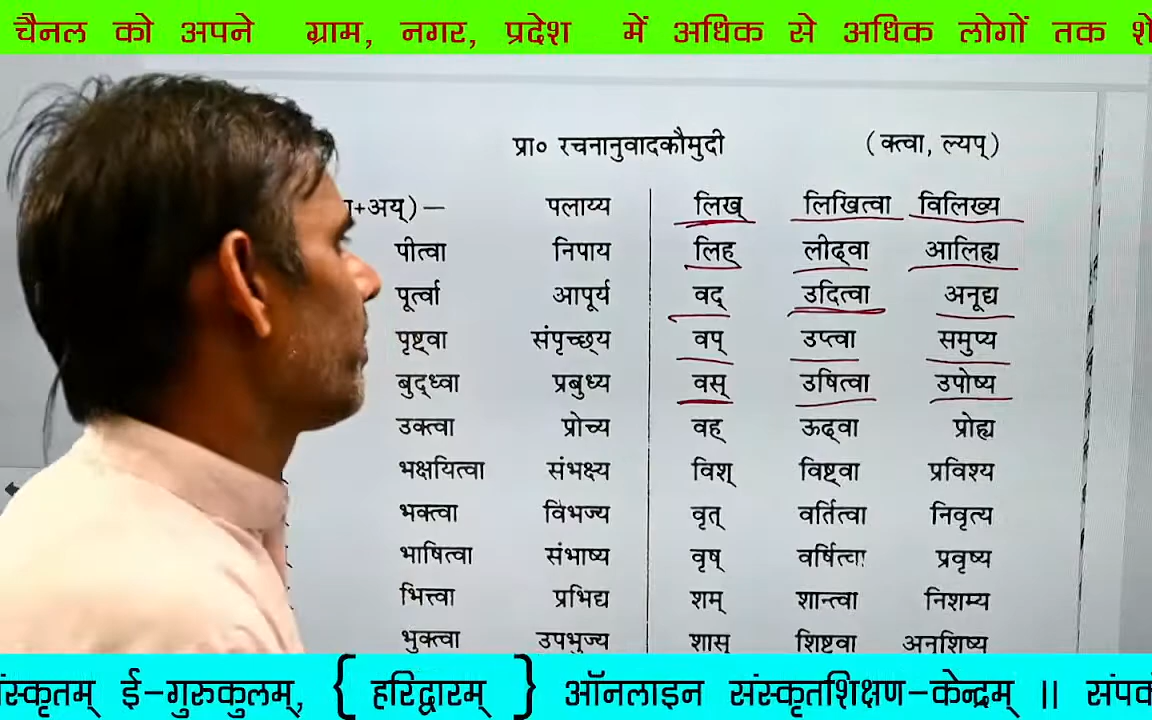 चैनल को अपने ग्राम, नगर, प्रदेश में अधिक से अधिक लोगों तक
प्रा० रचनानुवादकौमुदी (क्त्वा, ल्यप्)
+अय्)— पलाय्य लिख् लिखित्वा विलिख्य
पीत्वा निपाय लिह् लीढ्वा आलिह्य
पूर्त्वा आपूर्य वद् उदित्वा अनूद्य
पृष्ट्वा संपृच्छ्य वप् उप्त्वा समुप्य
बुद्ध्वा प्रबुध्य वस् उषित्वा उपोष्य
उक्त्वा प्रोच्य वह् ऊढ्वा प्रोह्य
भक्षयित्वा संभक्ष्य विश् विष्ट्वा प्रविश्य
भक्त्वा विभज्य वृत् वर्तित्वा निवृत्य
भाषित्वा संभाष्य वृष् वर्षित्वा प्रवृष्य
भित्त्वा प्रभिद्य शम् शान्त्वा निशम्य
भुक्त्वा उपभुज्य शास् शिष्ट्वा अनुशिष्य
ई-गुरुकुलम्, { हरिद्वारम् } ऑनलाइन संस्कृतशिक्षण-केन्द्रम् ॥